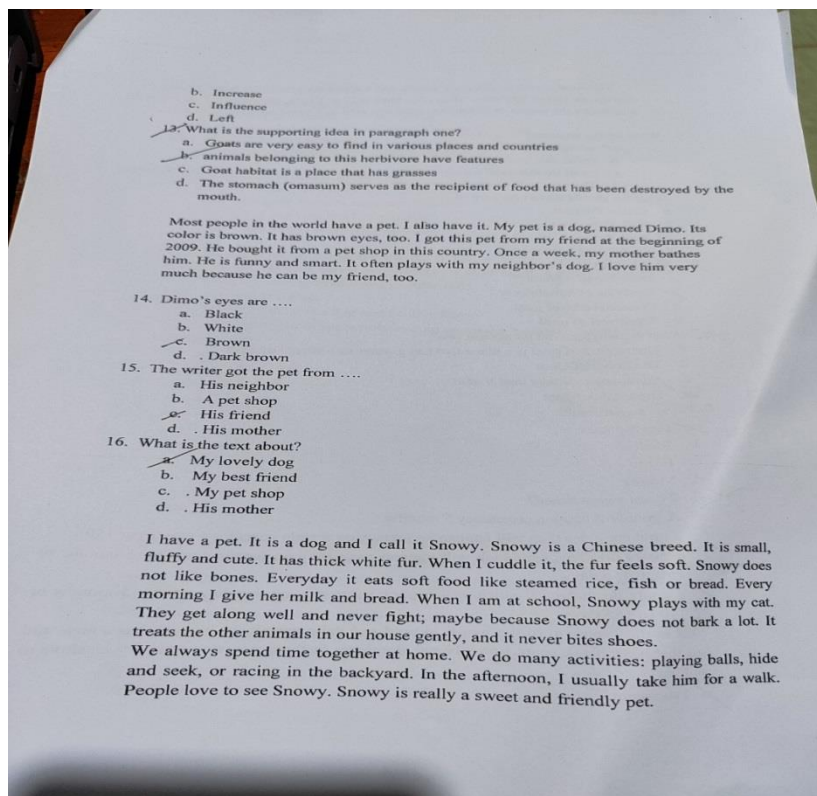 b. Increase
c. Influence
d. Left
13. What is the supporting idea in paragraph one?
a. Goats are very easy to find in various places and countries
b. animals belonging to this herbivore have features
c. Goat habitat is a place that has grasses
d. The stomach (omasum) serves as the recipient of food that has been destroyed by the
mouth.
Most people in the world have a pet. I also have it. My pet is a dog, named Dimo. Its
color is brown. It has brown eyes, too. I got this pet from my friend at the beginning of
2009. He bought it from a pet shop in this country. Once a week, my mother bathes
him. He is funny and smart. It often plays with my neighbor's dog. I love him very
much because he can be my friend, too.
14. Dimo's eyes are ....
a. Black
b. White
c. Brown
d. . Dark brown
15. The writer got the pet from ....
a. His neighbor
b. A pet shop
c. His friend
d. . His mother
16. What is the text about?
a. My lovely dog
b. My best friend
c. . My pet shop
d. . His mother
I have a pet. It is a dog and I call it Snowy. Snowy is a Chinese breed. It is small,
fluffy and cute. It has thick white fur. When I cuddle it, the fur feels soft. Snowy does
not like bones. Everyday it eats soft food like steamed rice, fish or bread. Every
morning I give her milk and bread. When I am at school, Snowy plays with my cat.
They get along well and never fight; maybe because Snowy does not bark a lot. It
treats the other animals in our house gently, and it never bites shoes.
We always spend time together at home. We do many activities: playing balls, hide
and seek, or racing in the backyard. In the afternoon, I usually take him for a walk.
People love to see Snowy. Snowy is really a sweet and friendly pet.